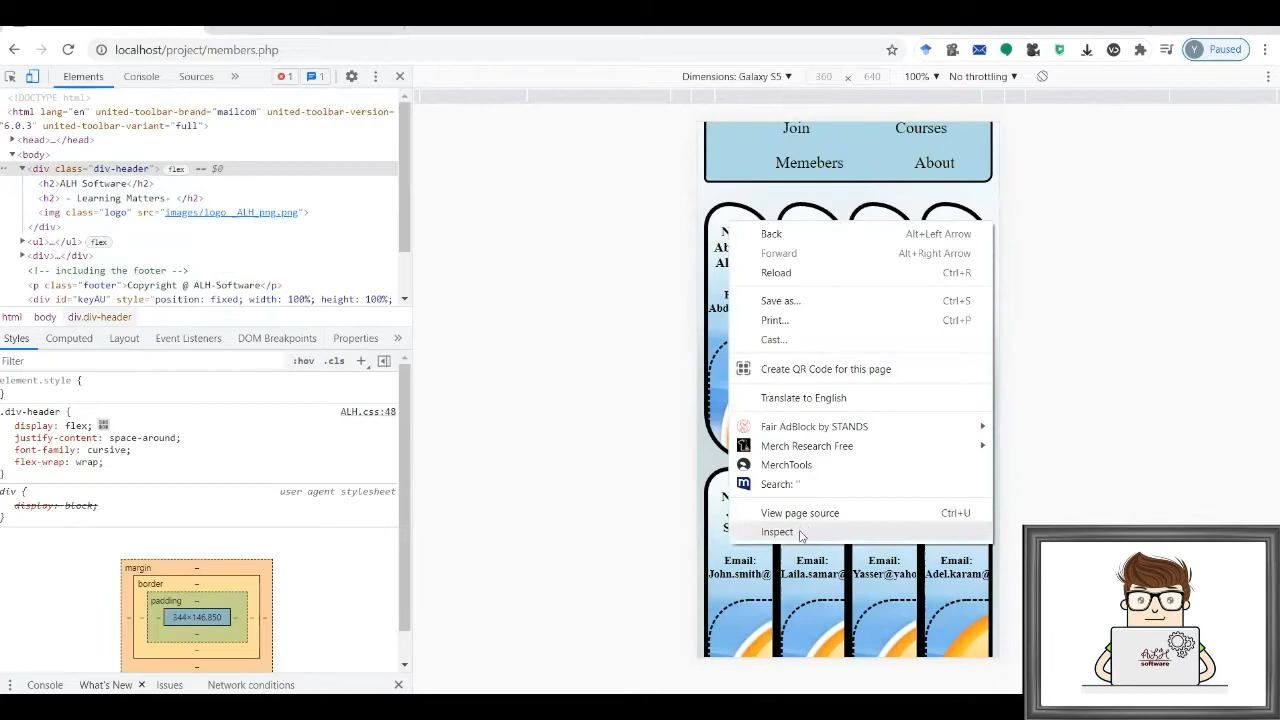 localhost/project/members.php
Y Paused
Elements Console Sources » 1 1
Dimensions: Galaxy S5 ▼ 360 × 640 100% ▼ No throttling ▼
<!DOCTYPE html>
<html lang="en" united-toolbar-brand="mailcom" united-toolbar-version=
"6.0.3" united-toolbar-variant="full">
<head>…</head>
<body>
<div class="div-header"> flex == $0
<h2>ALH Software</h2>
<h2> - Learning Matters- </h2>
<img class="logo" src="images/logo _ALH_png.png">
</div>
<ul>…</ul> flex
<div>…</div>
<!-- including the footer -->
<p class="footer">Copyright @ ALH-Software</p>
<div id="keyAU" style="position: fixed; width: 100%; height: 100%;
html body div.div-header
Styles Computed Layout Event Listeners DOM Breakpoints Properties »
Filter :hov .cls +
element.style {
}
.div-header { ALH.css:48
display: flex;
justify-content: space-around;
font-family: cursive;
flex-wrap: wrap;
}
div { user agent stylesheet
display: block;
}
margin –
border –
padding –
344×146.850
Console What's New × Issues Network conditions
Join Courses
Memebers About
Back Alt+Left Arrow
Forward Alt+Right Arrow
Reload Ctrl+R
Save as... Ctrl+S
Print... Ctrl+P
Cast...
Create QR Code for this page
Translate to English
Fair AdBlock by STANDS
Merch Research Free
MerchTools
Search: ''
View page source Ctrl+U
Inspect
Email: Email: Email: Email:
John.smith@ Laila.samar@ Yasser@yaho Adel.karam@
ALH
software